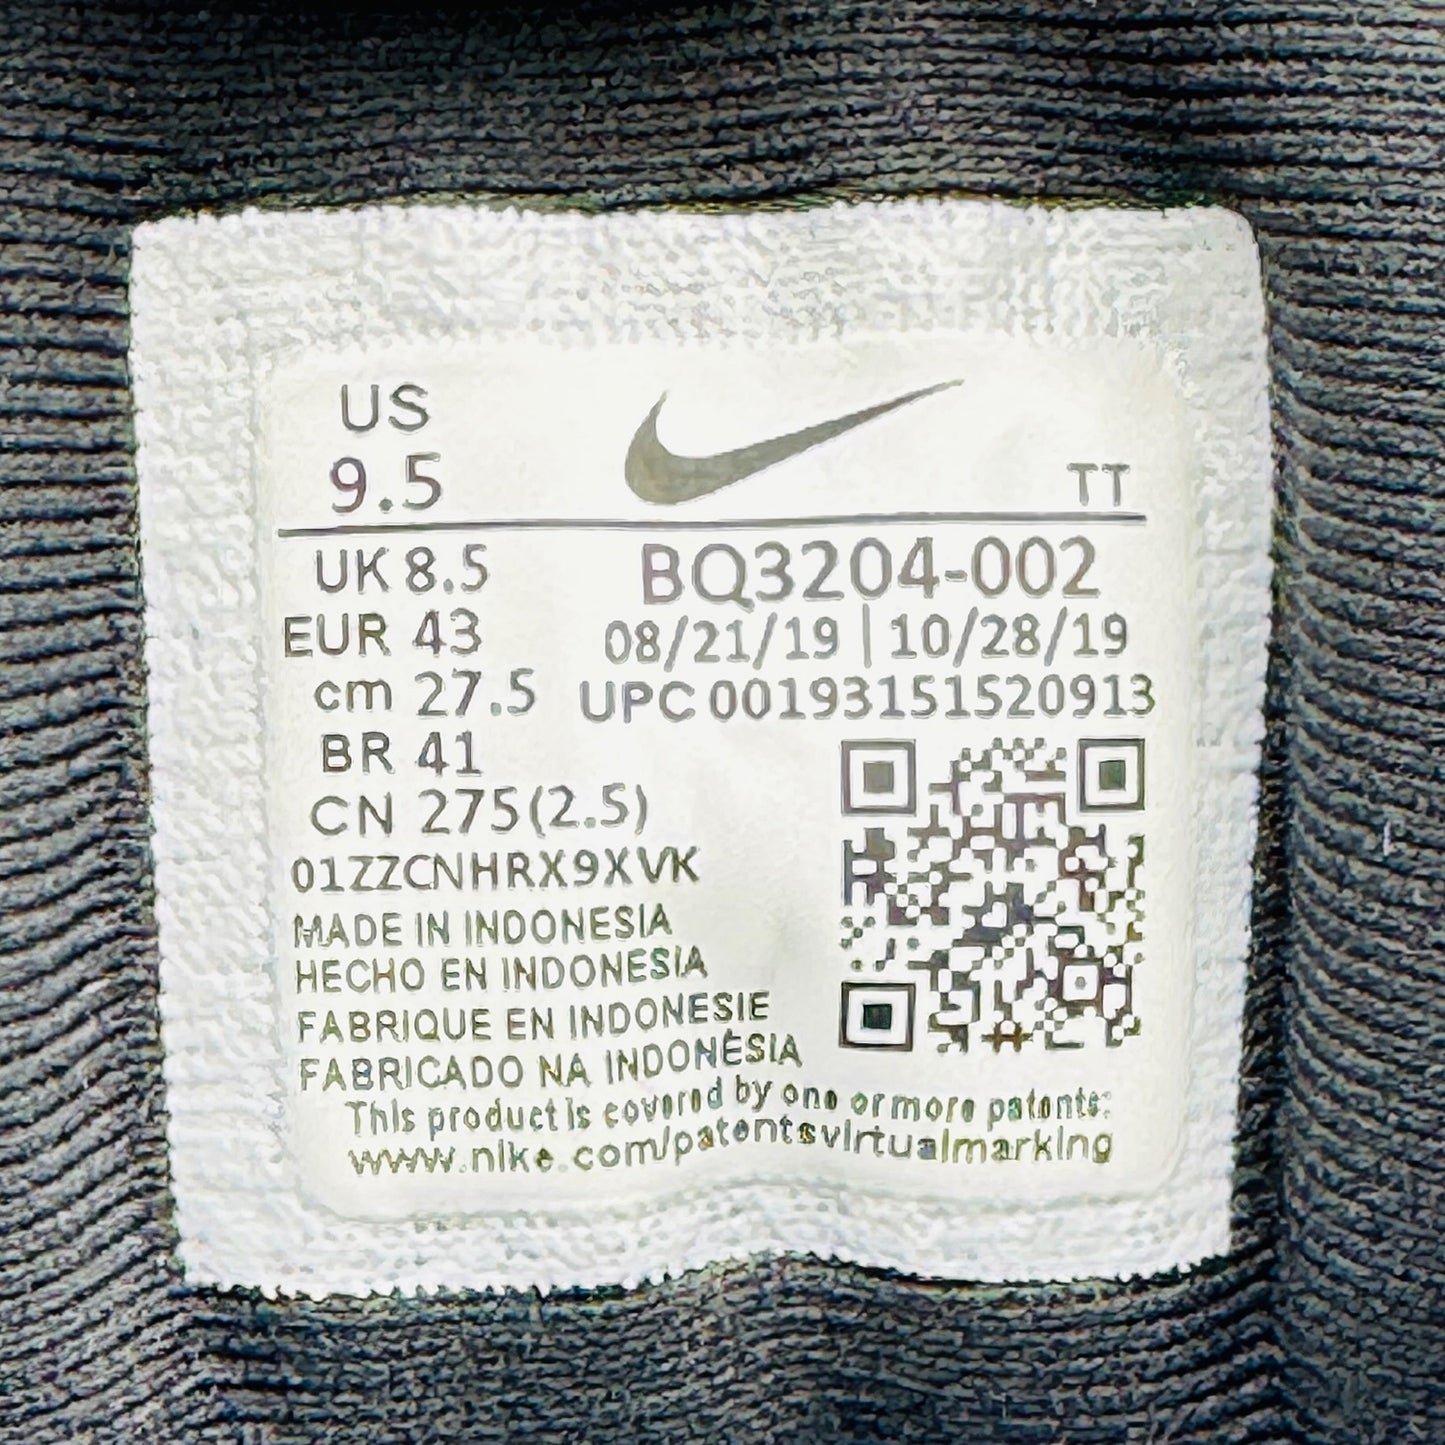 US
9.5
TT
UK 8.5
EUR 43
cm 27.5
BR 41
CN 275(2.5)
BQ3204-002
08/21/19 | 10/28/19
UPC 00193151520913
01ZZCNHRX9XVK
MADE IN INDONESIA
HECHO EN INDONESIA
FABRIQUE EN INDONESIE
FABRICADO NA INDONÉSIA
This product is covered by one or more patents:
www.nike.com/patentsvirtualmarking